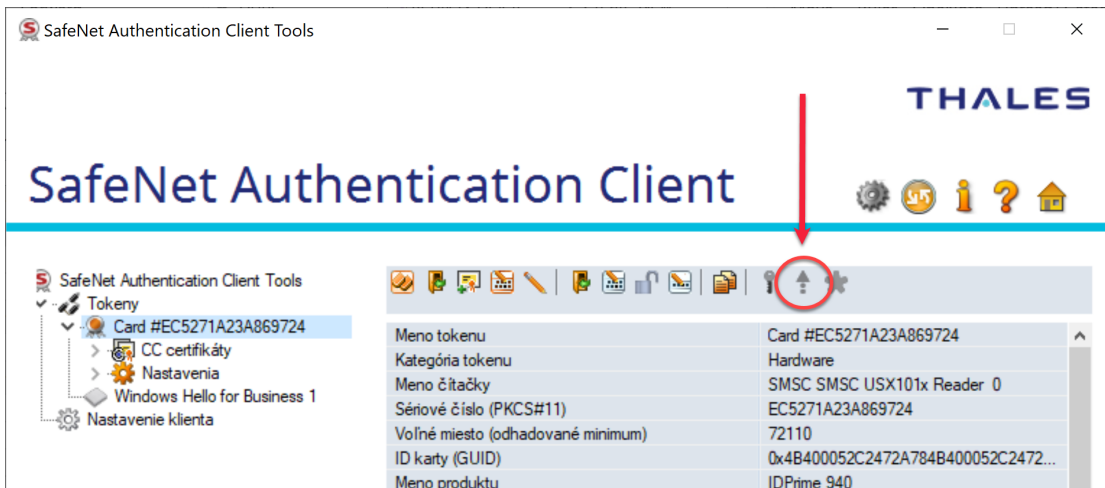 SafeNet Authentication Client Tools
THALES
SafeNet Authentication Client
SafeNet Authentication Client Tools
Tokeny
Card #EC5271A23A869724
CC certifikáty
Nastavenia
Windows Hello for Business 1
Nastavenie klienta
Meno tokenu Card #EC5271A23A869724
Kategória tokenu Hardware
Meno čítačky SMSC SMSC USX101x Reader 0
Sériové číslo (PKCS#11) EC5271A23A869724
Voľné miesto (odhadované minimum) 72110
ID karty (GUID) 0x4B400052C2472A784B400052C2472...
Meno produktu IDPrime 940